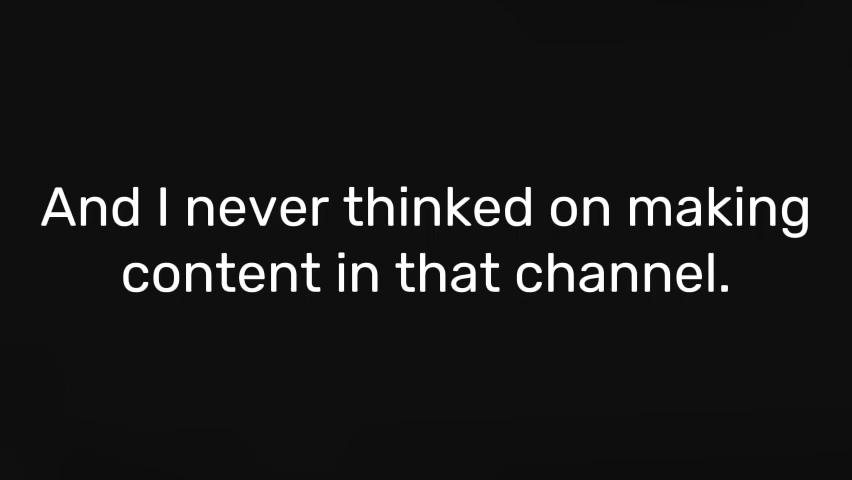 And I never thinked on making
content in that channel.